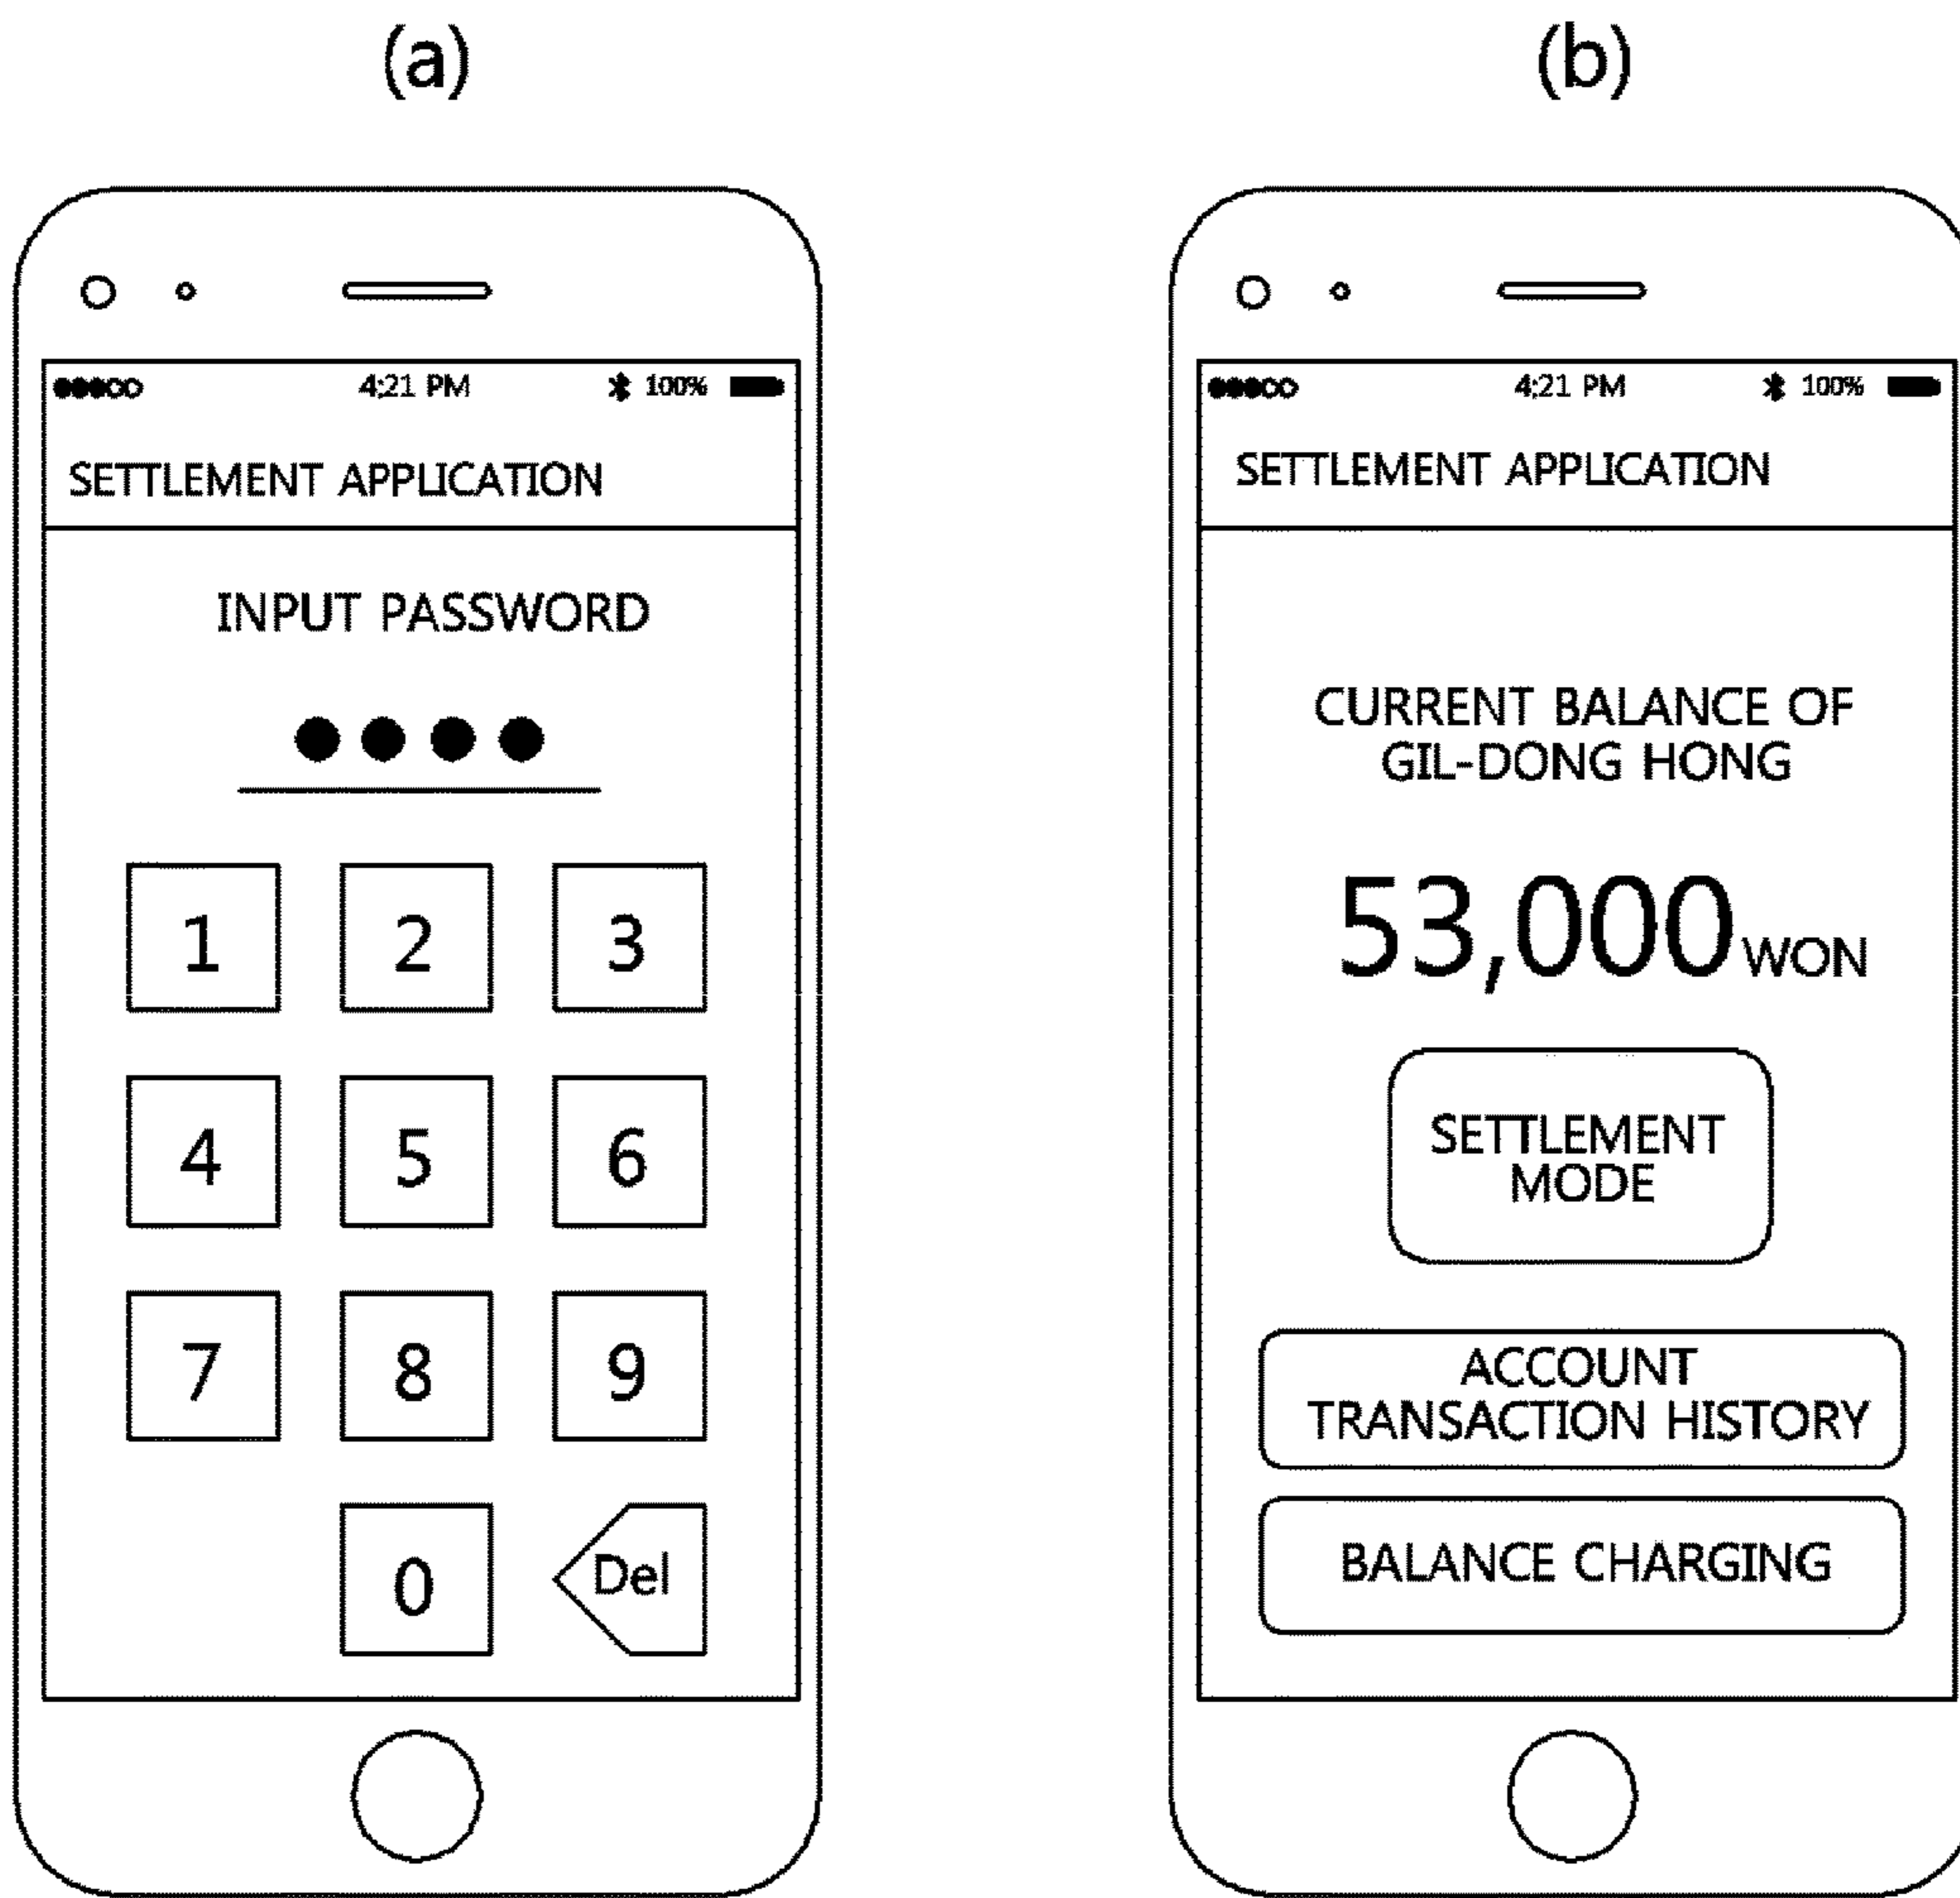 (a)
4:21 PM 100%
SETTLEMENT APPLICATION
INPUT PASSWORD
1 2 3
4 5 6
7 8 9
0 Del
(b)
4:21 PM 100%
SETTLEMENT APPLICATION
CURRENT BALANCE OF
GIL-DONG HONG
53,000 WON
SETTLEMENT
MODE
ACCOUNT
TRANSACTION HISTORY
BALANCE CHARGING